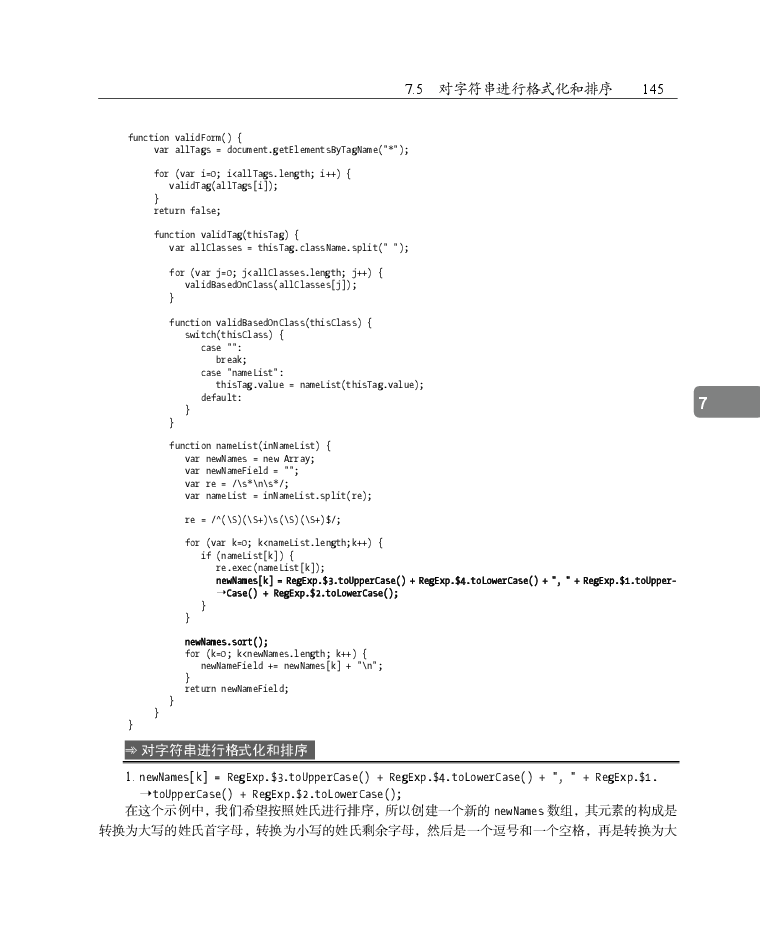 7.5 对字符串进行格式化和排序 145
function validForm() {
var allTags = document.getElementsByTagName("*");
for (var i=0; i<allTags.length; i++) {
validTag(allTags[i]);
}
return false;
function validTag(thisTag) {
var allClasses = thisTag.className.split(" ");
for (var j=0; j<allClasses.length; j++) {
validBasedOnClass(allClasses[j]);
}
function validBasedOnClass(thisClass) {
switch(thisClass) {
case "":
break;
case "nameList":
thisTag.value = nameList(thisTag.value);
default:
}
}
7
function nameList(inNameList) {
var newNames = new Array;
var newNameField = "";
var re = /\s*\n\s*/;
var nameList = inNameList.split(re);
re = /^(\S)(\S+)\s(\S)(\S+)$/;
for (var k=0; k<nameList.length;k++) {
if (nameList[k]) {
re.exec(nameList[k]);
newNames[k] = RegExp.$3.toUpperCase() + RegExp.$4.toLowerCase() + ", " + RegExp.$1.toUpper-
→Case() + RegExp.$2.toLowerCase();
}
}
newNames.sort();
for (k=0; k<newNames.length; k++) {
newNameField += newNames[k] + "\n";
}
return newNameField;
}
}
}
➾ 对字符串进行格式化和排序
1. newNames[k] = RegExp.$3.toUpperCase() + RegExp.$4.toLowerCase() + ", " + RegExp.$1.
→toUpperCase() + RegExp.$2.toLowerCase();
在这个示例中，我们希望按照姓氏进行排序，所以创建一个新的 newNames 数组，其元素的构成是
转换为大写的姓氏首字母，转换为小写的姓氏剩余字母，然后是一个逗号和一个空格，再是转换为大